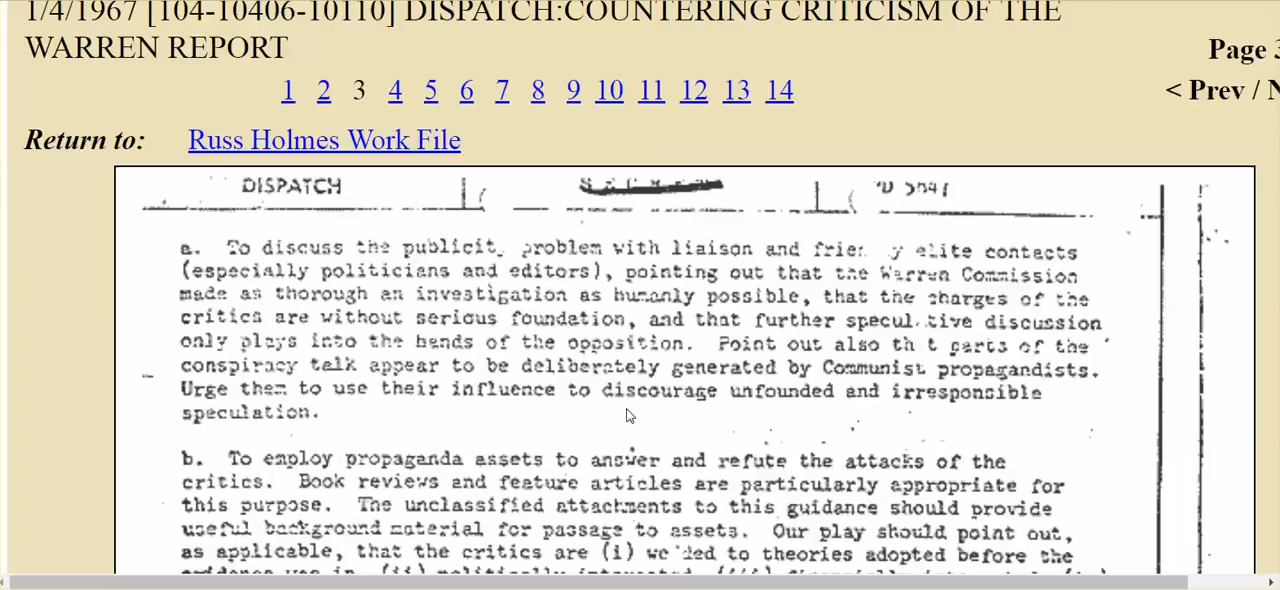 1/4/1967 [104-10406-10110] DISPATCH:COUNTERING CRITICISM OF THE
WARREN REPORT
Page 3
1 2 3 4 5 6 7 8 9 10 11 12 13 14
< Prev / N
Return to: Russ Holmes Work File
DISPATCH
a. To discuss the publicit problem with liaison and frien y elite contacts
(especially politicians and editors), pointing out that the Warren Commission
made as thorough an investigation as humanly possible, that the charges of the
critics are without serious foundation, and that further specul tive discussion
only plays into the hands of the opposition. Point out also th t parts of the
conspiracy talk appear to be deliberately generated by Communist propagandists.
Urge them to use their influence to discourage unfounded and irresponsible
speculation.
b. To employ propaganda assets to answer and refute the attacks of the
critics. Book reviews and feature articles are particularly appropriate for
this purpose. The unclassified attachments to this guidance should provide
useful background material for passage to assets. Our play should point out,
as applicable, that the critics are (i) we ded to theories adopted before the